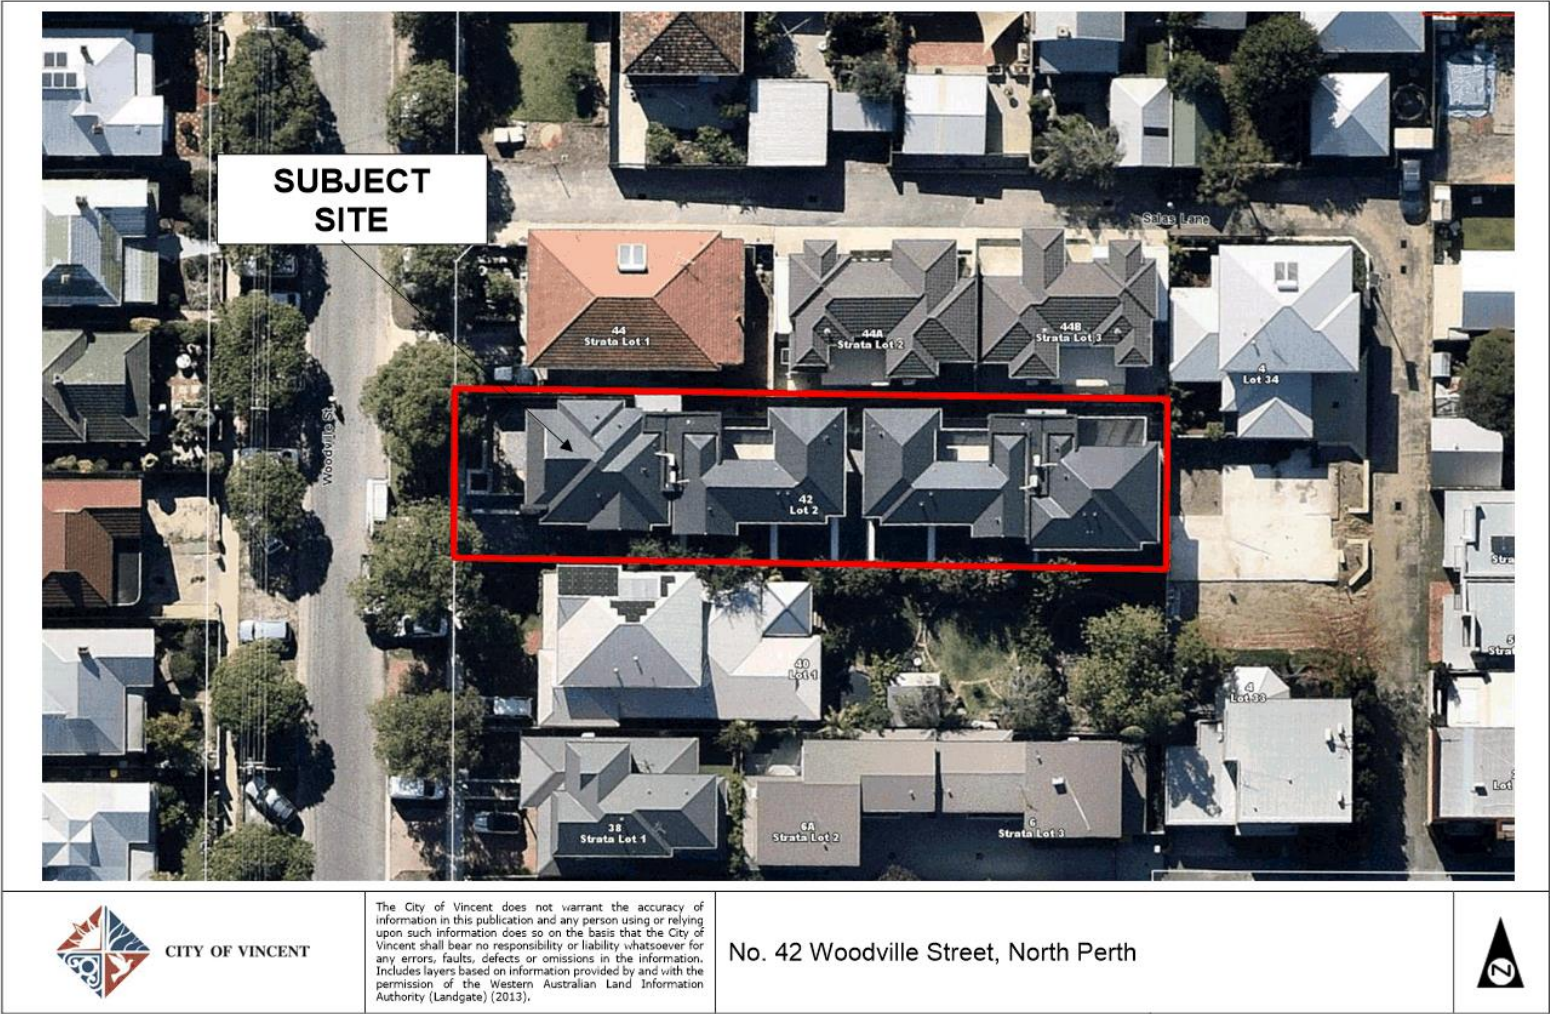 SUBJECT
SITE
Salas Lane
44
Strata Lot 1
44A
Strata Lot 2
44B
Strata Lot 3
4
Lot 34
Woodville St
42
Lot 2
Stra
40
Lot 1
5
Strat
4
Lot 33
Lot
38
Strata Lot 1
6A
Strata Lot 2
6
Strata Lot 3
CITY OF VINCENT
The City of Vincent does not warrant the accuracy of
information in this publication and any person using or relying
upon such information does so on the basis that the City of
Vincent shall bear no responsibility or liability whatsoever for
any errors, faults, defects or omissions in the information.
Includes layers based on information provided by and with the
permission of the Western Australian Land Information
Authority (Landgate) (2013).
No. 42 Woodville Street, North Perth
N